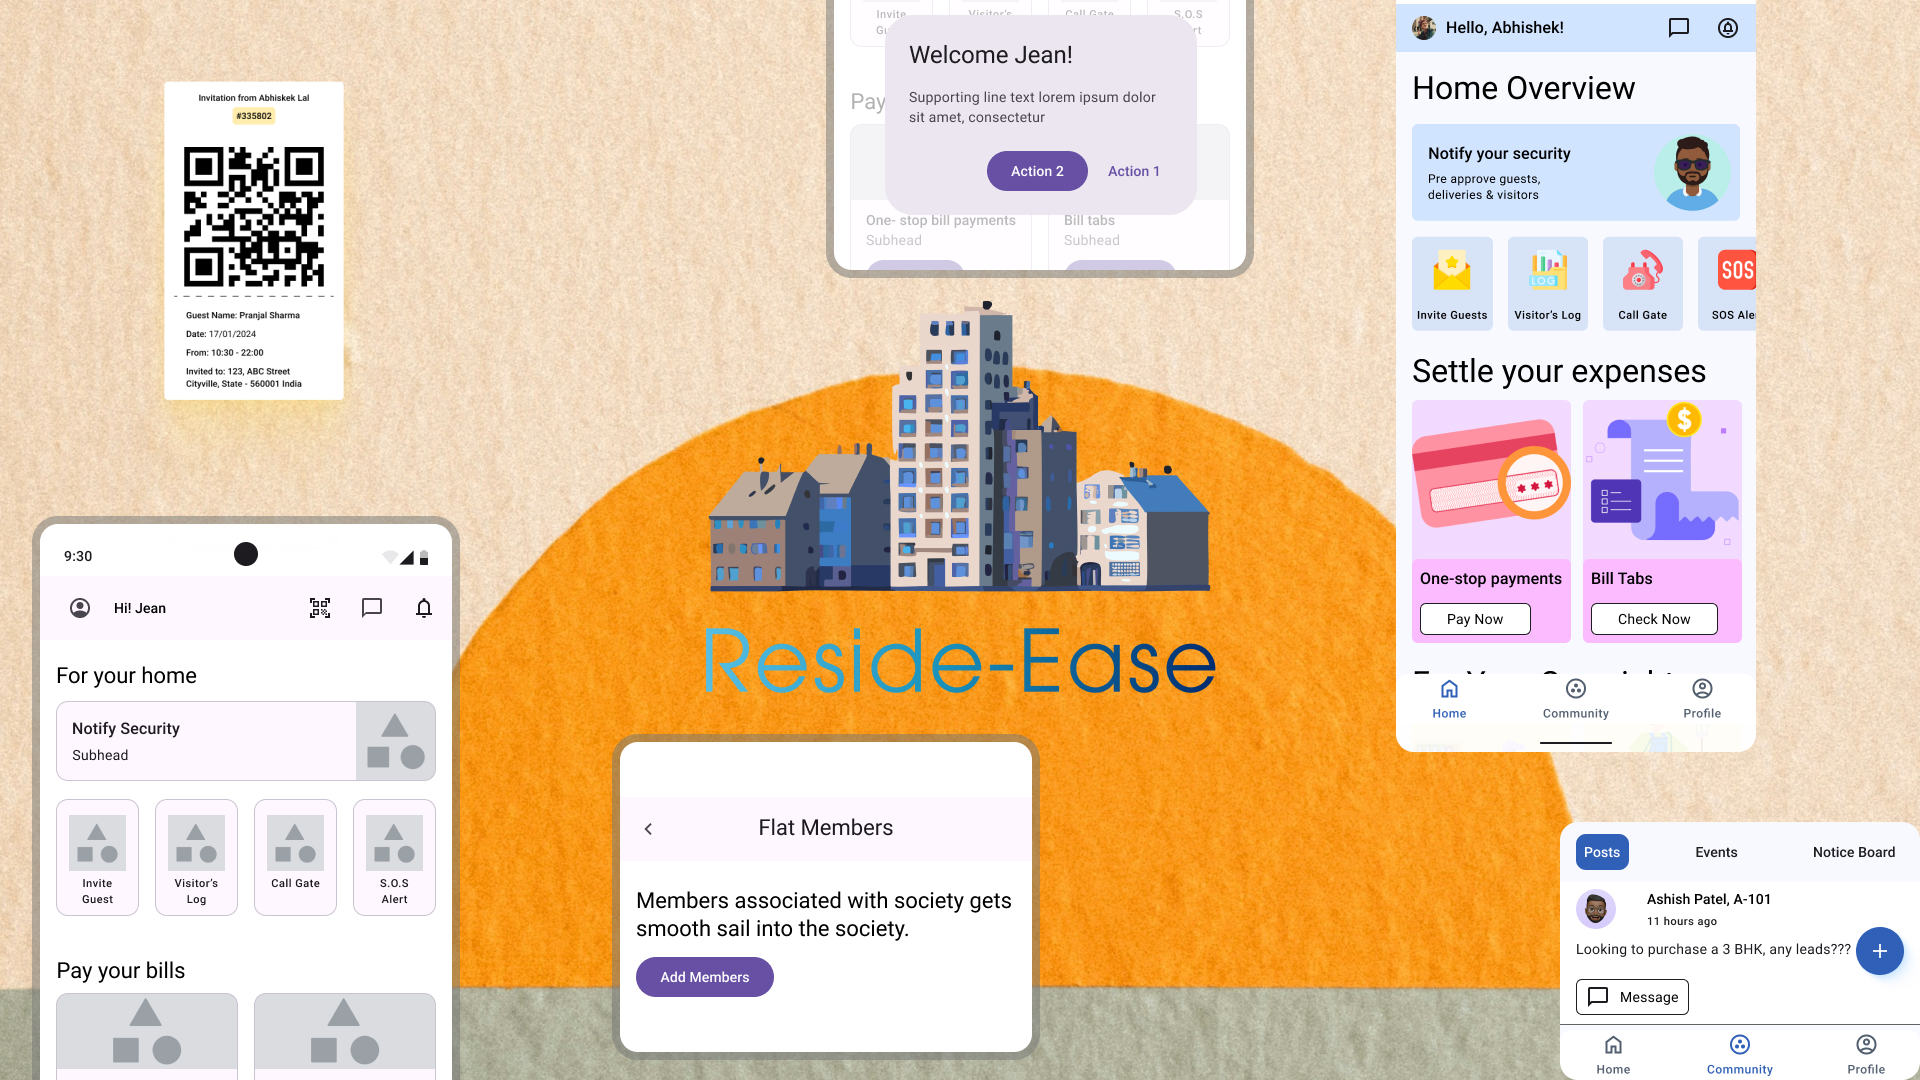 Invitation from Abhiskek Lal
#335802
Guest Name: Pranjal Sharma
Date: 17/01/2024
From: 10:30 - 22:00
Invited to: 123, ABC Street
Cityville, State - 560001 India
9:30
Hi! Jean
For your home
Notify Security
Subhead
Invite
Guest
Visitor's
Log
Call Gate
S.O.S
Alert
Pay your bills
Invite
Visitor's
Call Gate
S.O.S
Pay
Welcome Jean!
Supporting line text lorem ipsum dolor
sit amet, consectetur
Action 2
Action 1
One- stop bill payments
Subhead
Bill tabs
Subhead
Reside-Ease
Flat Members
Members associated with society gets
smooth sail into the society.
Add Members
Hello, Abhishek!
Home Overview
Notify your security
Pre approve guests,
deliveries & visitors
Invite Guests
LOG
Visitor's Log
Call Gate
SOS
SOS Ale
Settle your expenses
$
One-stop payments
Pay Now
Bill Tabs
Check Now
Home
Community
Profile
Posts
Events
Notice Board
Ashish Patel, A-101
11 hours ago
Looking to purchase a 3 BHK, any leads???
Message
Home
Community
Profile